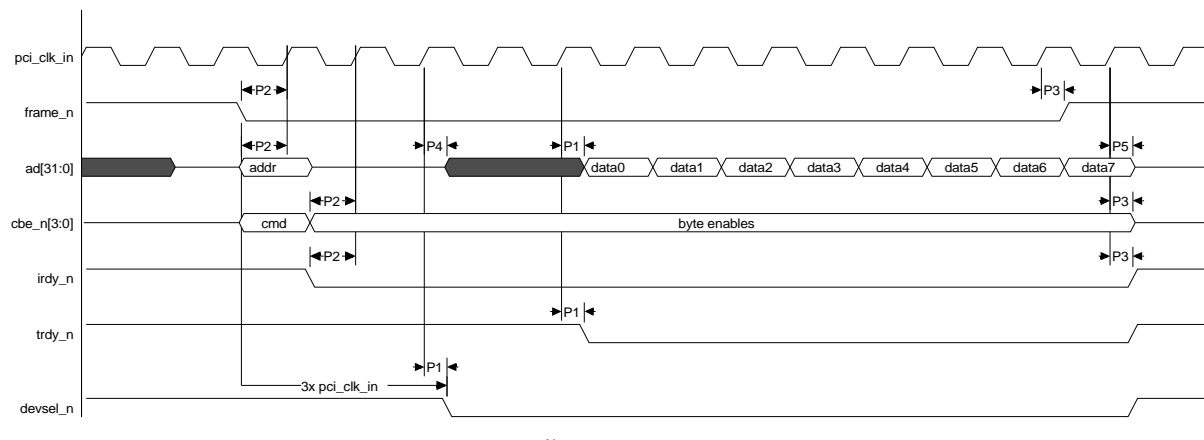 pci_clk_in
P2 P3
frame_n
P2 P4 P1 P5
ad[31:0] addr data0 data1 data2 data3 data4 data5 data6 data7
P2 P3
cbe_n[3:0] cmd byte enables
P2 P3
irdy_n
P1
trdy_n
P1
3x pci_clk_in
devsel_n